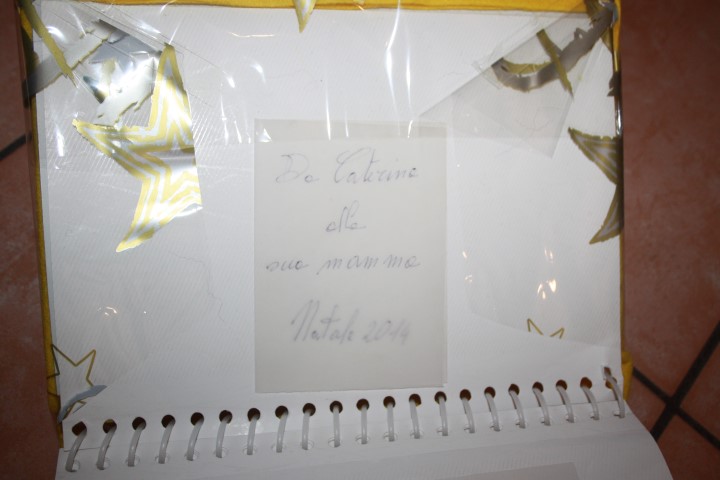 Da Caterina
alla
sua mamma
Natale 2014